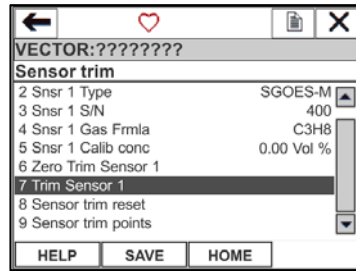 VECTOR:????????
Sensor trim
2 Snsr 1 Type SGOES-M
3 Snsr 1 S/N 400
4 Snsr 1 Gas Frmla C3H8
5 Snsr 1 Calib conc 0.00 Vol %
6 Zero Trim Sensor 1
7 Trim Sensor 1
8 Sensor trim reset
9 Sensor trim points
HELP SAVE HOME